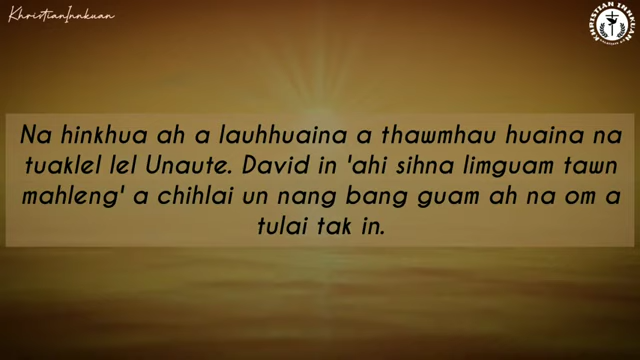 KhristianInnkuan
KHRISTIAN INNKUAN
Na hinkhua ah a lauhhuaina a thawmhau huaina na
tuaklel lel Unaute. David in 'ahi sihna limguam tawn
mahleng' a chihlai un nang bang guam ah na om a
tulai tak in.